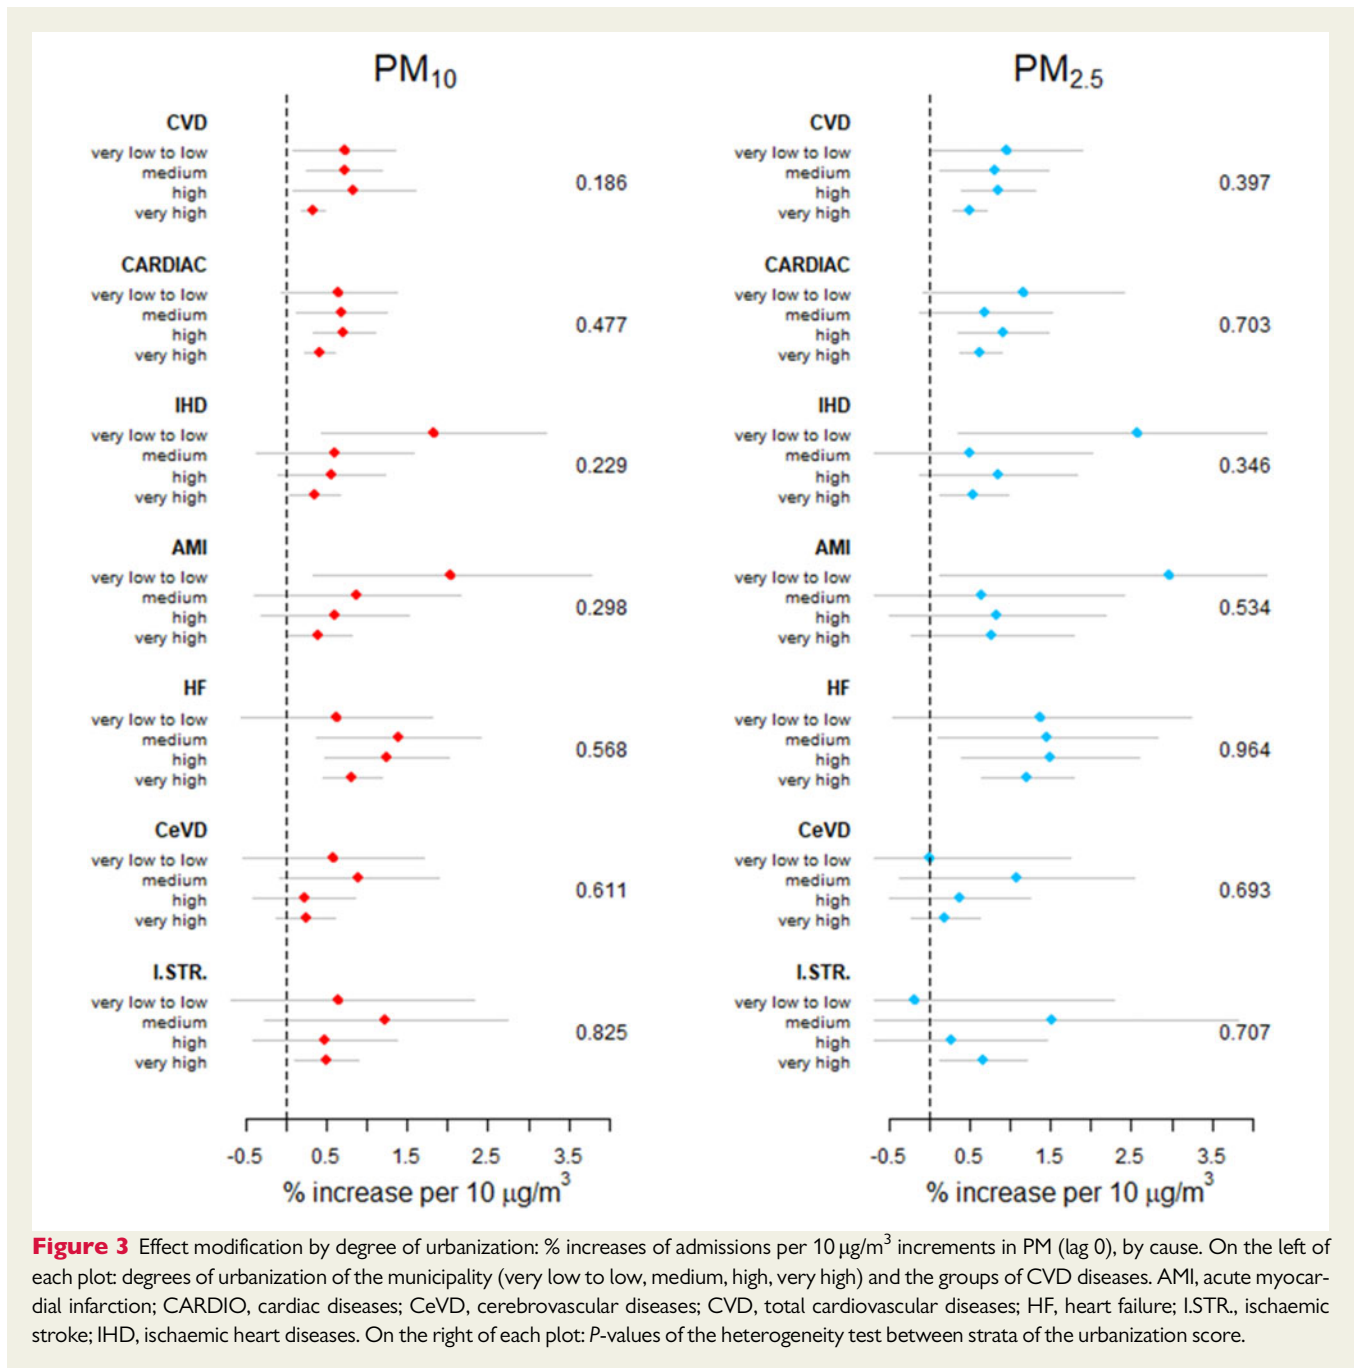 PM10
CVD
very low to low
medium
high
very high
0.186
CARDIAC
very low to low
medium
high
very high
0.477
IHD
very low to low
medium
high
very high
0.229
AMI
very low to low
medium
high
very high
0.298
HF
very low to low
medium
high
very high
0.568
CeVD
very low to low
medium
high
very high
0.611
I.STR.
very low to low
medium
high
very high
0.825
-0.5 0.5 1.5 2.5 3.5
% increase per 10 µg/m³
PM2.5
CVD
very low to low
medium
high
very high
0.397
CARDIAC
very low to low
medium
high
very high
0.703
IHD
very low to low
medium
high
very high
0.346
AMI
very low to low
medium
high
very high
0.534
HF
very low to low
medium
high
very high
0.964
CeVD
very low to low
medium
high
very high
0.693
I.STR.
very low to low
medium
high
very high
0.707
-0.5 0.5 1.5 2.5 3.5
% increase per 10 µg/m³
Figure 3 Effect modification by degree of urbanization: % increases of admissions per 10 µg/m³ increments in PM (lag 0), by cause. On the left of
each plot: degrees of urbanization of the municipality (very low to low, medium, high, very high) and the groups of CVD diseases. AMI, acute myocar-
dial infarction; CARDIO, cardiac diseases; CeVD, cerebrovascular diseases; CVD, total cardiovascular diseases; HF, heart failure; I.STR., ischaemic
stroke; IHD, ischaemic heart diseases. On the right of each plot: P-values of the heterogeneity test between strata of the urbanization score.